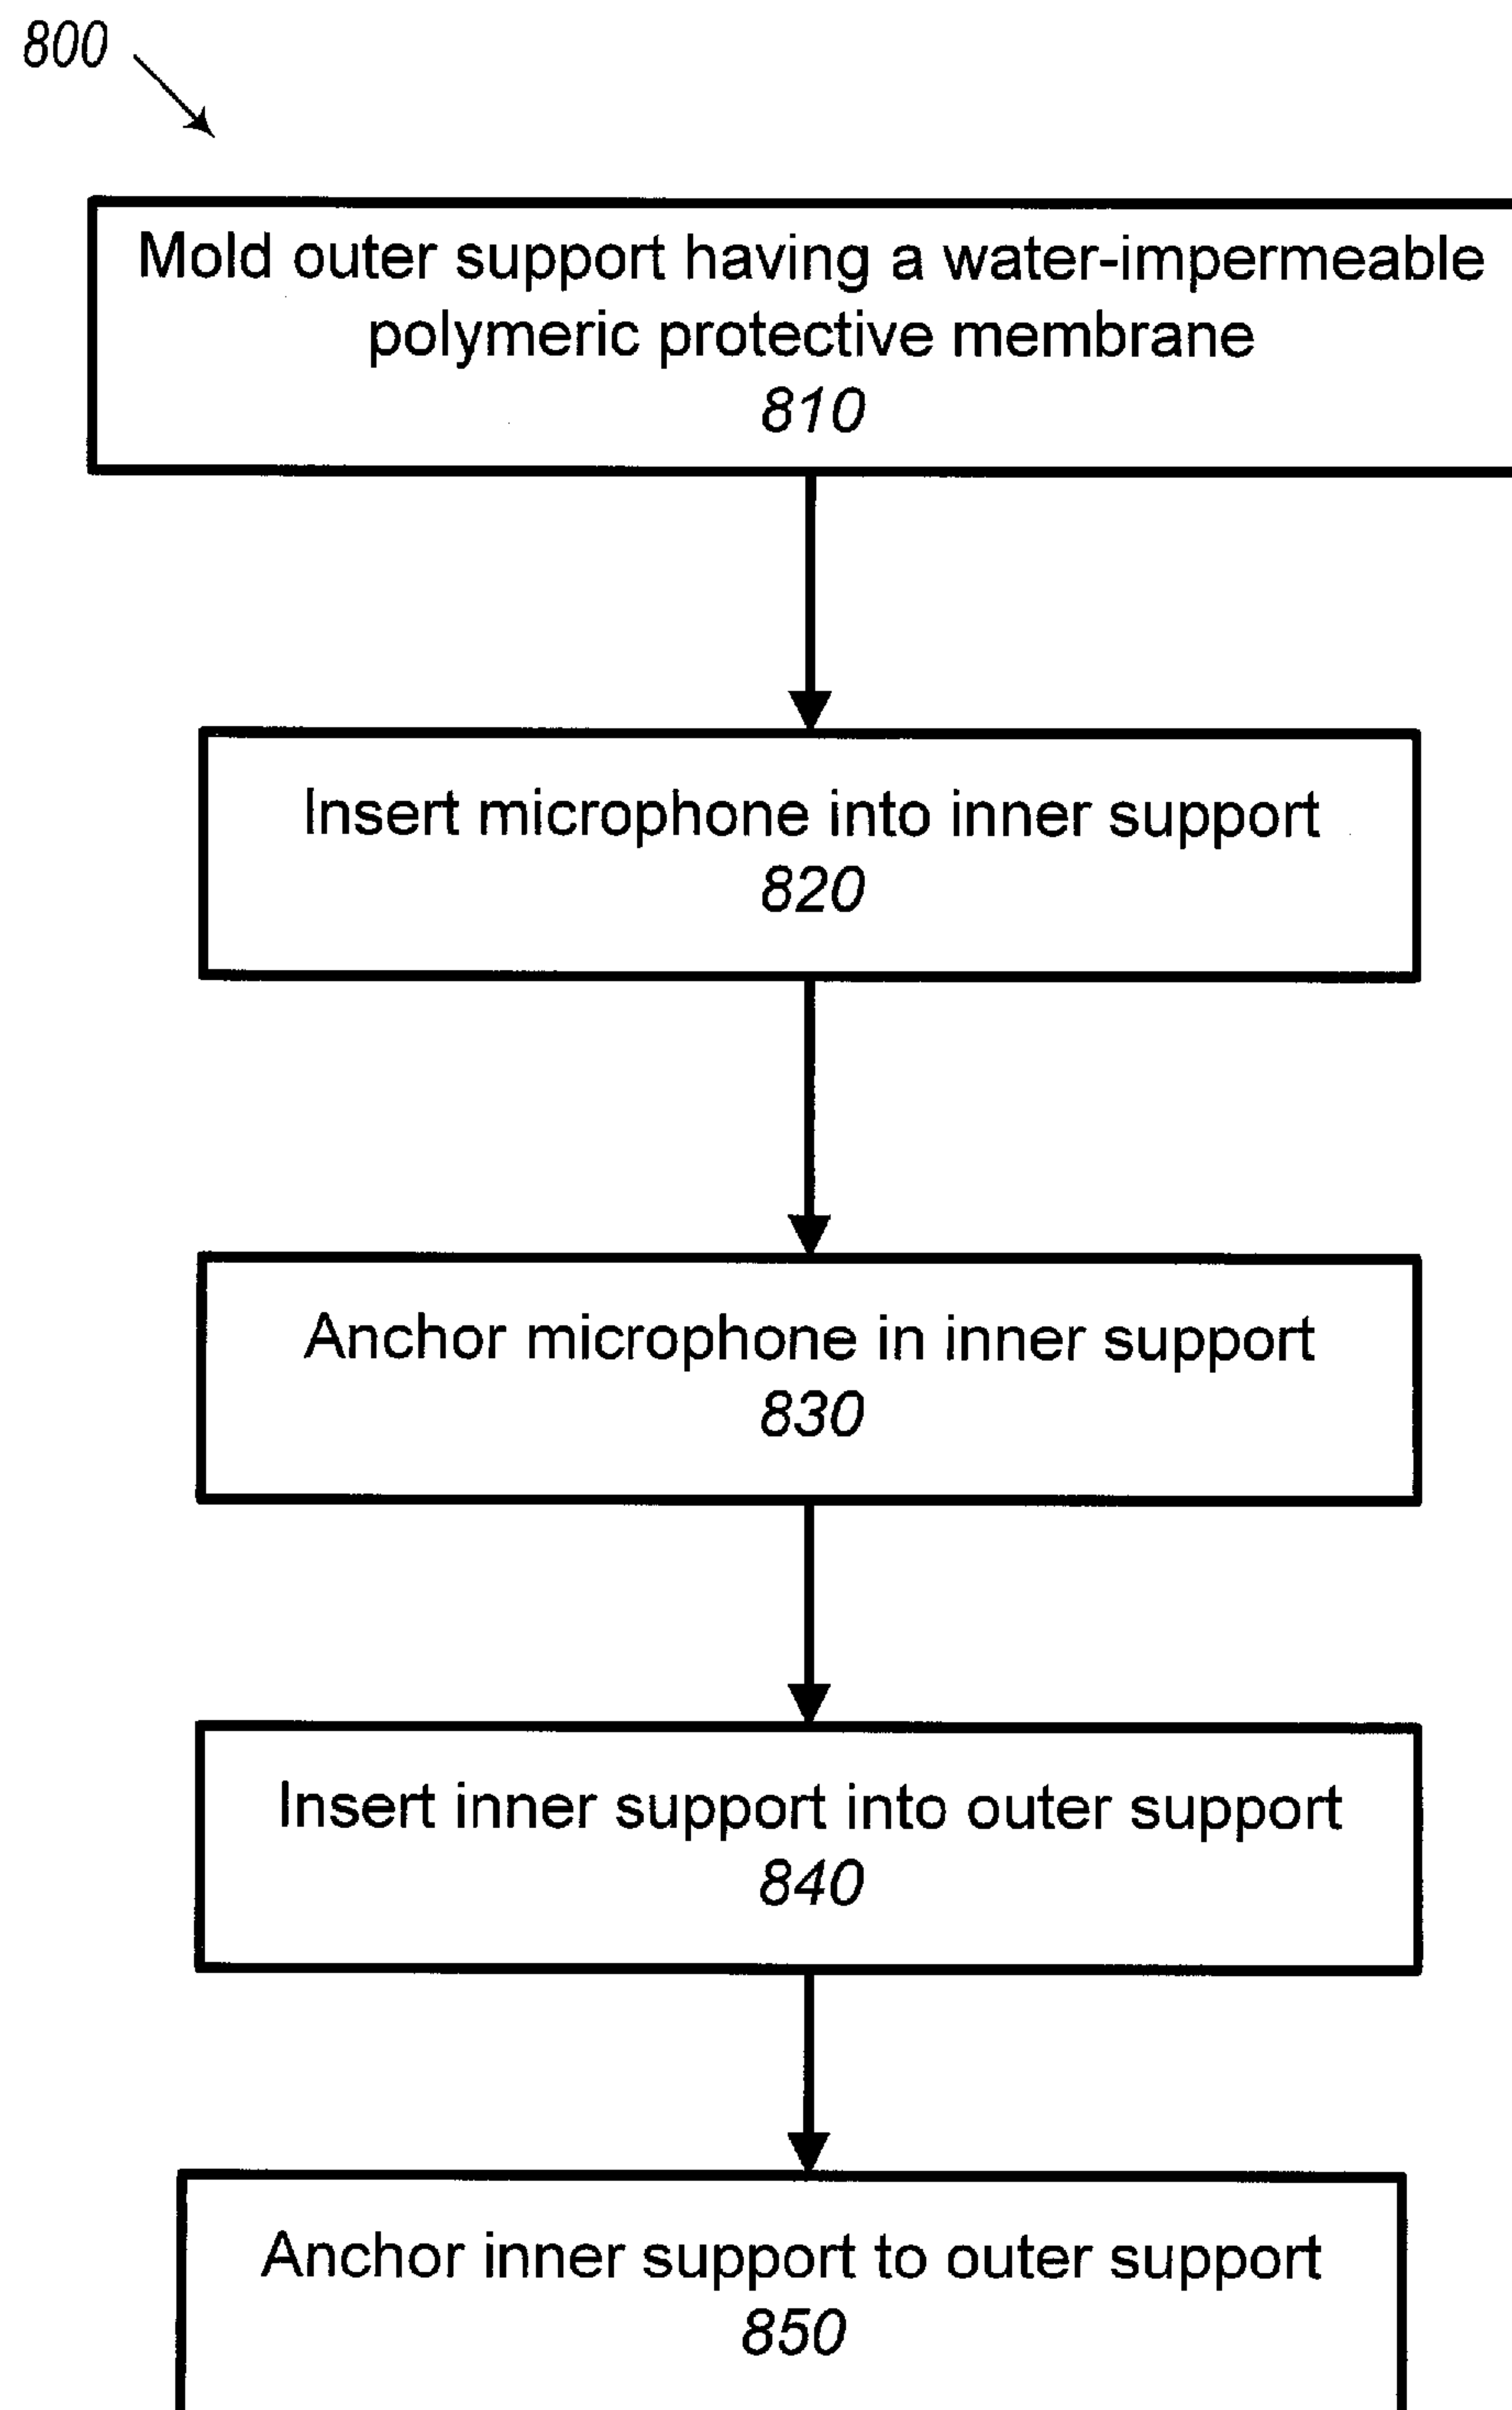 800
Mold outer support having a water-impermeable
polymeric protective membrane
810
Insert microphone into inner support
820
Anchor microphone in inner support
830
Insert inner support into outer support
840
Anchor inner support to outer support
850